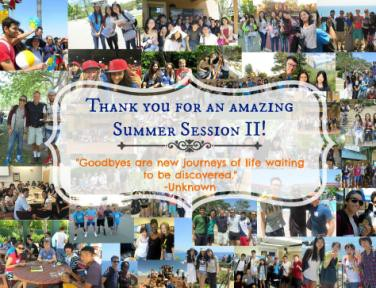 Thank you for an amazing
Summer Session II!
"Goodbyes are new journeys of life waiting
to be discovered."
-Unknown